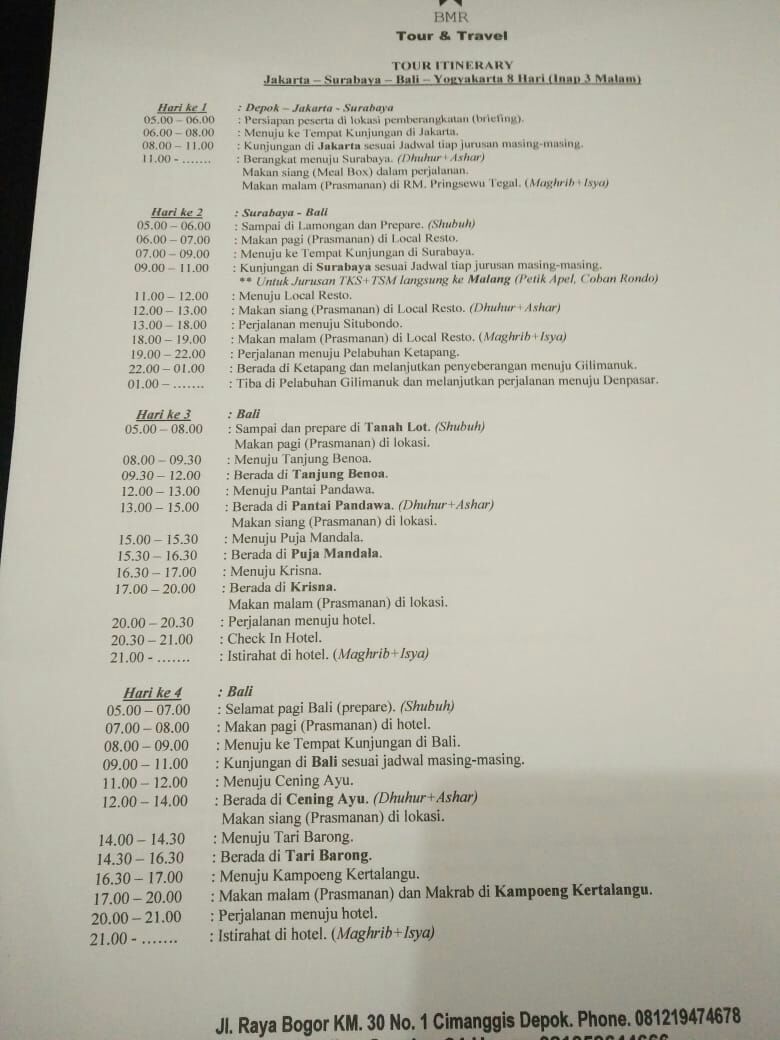 BMR
Tour & Travel
TOUR ITINERARY
Jakarta – Surabaya – Bali – Yogyakarta 8 Hari (Inap 3 Malam)
Hari ke 1 : Depok – Jakarta - Surabaya
05.00 – 06.00 : Persiapan peserta di lokasi pemberangkatan (briefing).
06.00 – 08.00 : Menuju ke Tempat Kunjungan di Jakarta.
08.00 – 11.00 : Kunjungan di Jakarta sesuai Jadwal tiap jurusan masing-masing.
11.00 - ....... : Berangkat menuju Surabaya. (Dhuhur+Ashar)
Makan siang (Meal Box) dalam perjalanan.
Makan malam (Prasmanan) di RM. Pringsewu Tegal. (Maghrib+Isya)
Hari ke 2 : Surabaya - Bali
05.00 – 06.00 : Sampai di Lamongan dan Prepare. (Shubuh)
06.00 – 07.00 : Makan pagi (Prasmanan) di Local Resto.
07.00 – 09.00 : Menuju ke Tempat Kunjungan di Surabaya.
09.00 – 11.00 : Kunjungan di Surabaya sesuai Jadwal tiap jurusan masing-masing.
** Untuk Jurusan TKS+TSM langsung ke Malang (Petik Apel, Coban Rondo)
11.00 – 12.00 : Menuju Local Resto.
12.00 – 13.00 : Makan siang (Prasmanan) di Local Resto. (Dhuhur+Ashar)
13.00 – 18.00 : Perjalanan menuju Situbondo.
18.00 – 19.00 : Makan malam (Prasmanan) di Local Resto. (Maghrib+Isya)
19.00 – 22.00 : Perjalanan menuju Pelabuhan Ketapang.
22.00 – 01.00 : Berada di Ketapang dan melanjutkan penyeberangan menuju Gilimanuk.
01.00 – ....... : Tiba di Pelabuhan Gilimanuk dan melanjutkan perjalanan menuju Denpasar.
Hari ke 3 : Bali
05.00 – 08.00 : Sampai dan prepare di Tanah Lot. (Shubuh)
Makan pagi (Prasmanan) di lokasi.
08.00 – 09.30 : Menuju Tanjung Benoa.
09.30 – 12.00 : Berada di Tanjung Benoa.
12.00 – 13.00 : Menuju Pantai Pandawa.
13.00 – 15.00 : Berada di Pantai Pandawa. (Dhuhur+Ashar)
Makan siang (Prasmanan) di lokasi.
15.00 – 15.30 : Menuju Puja Mandala.
15.30 – 16.30 : Berada di Puja Mandala.
16.30 – 17.00 : Menuju Krisna.
17.00 – 20.00 : Berada di Krisna.
Makan malam (Prasmanan) di lokasi.
20.00 – 20.30 : Perjalanan menuju hotel.
20.30 – 21.00 : Check In Hotel.
21.00 - ....... : Istirahat di hotel. (Maghrib+Isya)
Hari ke 4 : Bali
05.00 – 07.00 : Selamat pagi Bali (prepare). (Shubuh)
07.00 – 08.00 : Makan pagi (Prasmanan) di hotel.
08.00 – 09.00 : Menuju ke Tempat Kunjungan di Bali.
09.00 – 11.00 : Kunjungan di Bali sesuai jadwal masing-masing.
11.00 – 12.00 : Menuju Cening Ayu.
12.00 – 14.00 : Berada di Cening Ayu. (Dhuhur+Ashar)
Makan siang (Prasmanan) di lokasi.
14.00 – 14.30 : Menuju Tari Barong.
14.30 – 16.30 : Berada di Tari Barong.
16.30 – 17.00 : Menuju Kampoeng Kertalangu.
17.00 – 20.00 : Makan malam (Prasmanan) dan Makrab di Kampoeng Kertalangu.
20.00 – 21.00 : Perjalanan menuju hotel.
21.00 - ....... : Istirahat di hotel. (Maghrib+Isya)
Jl. Raya Bogor KM. 30 No. 1 Cimanggis Depok. Phone. 081219474678